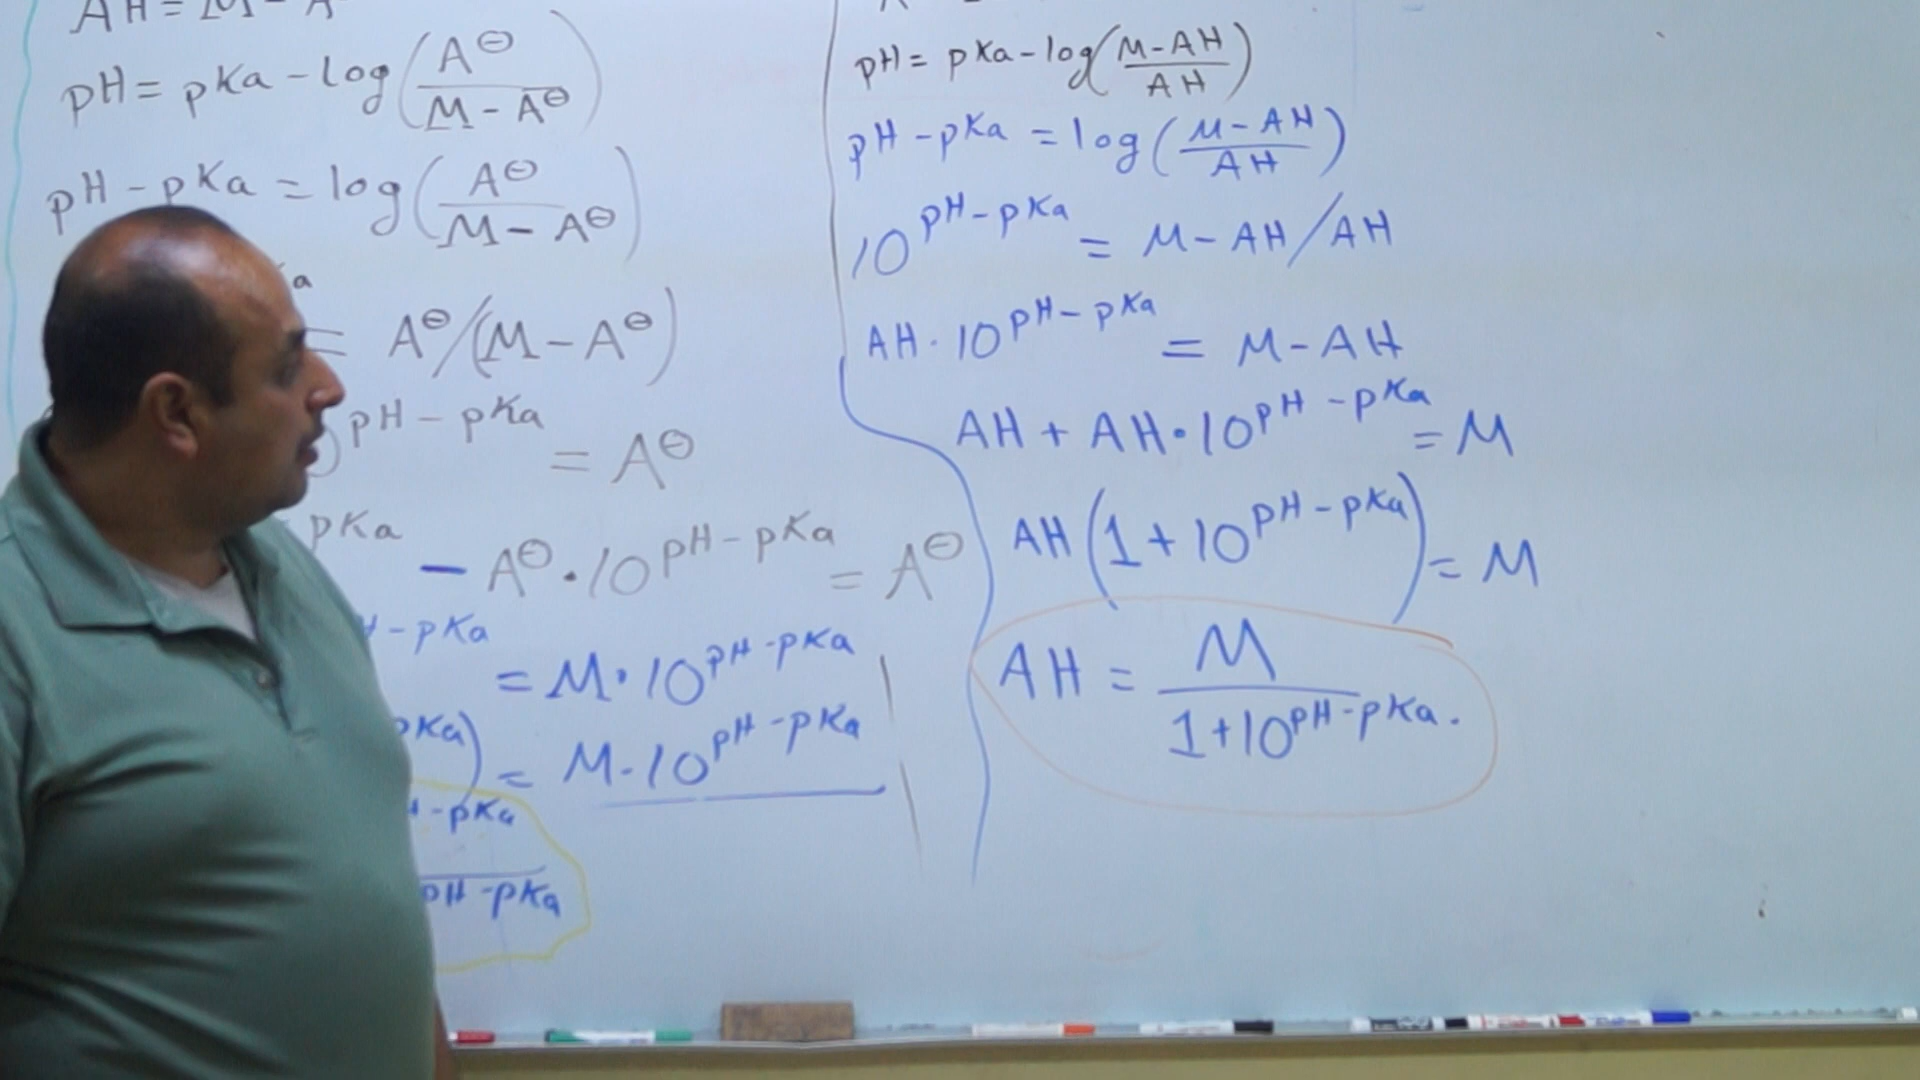 AH = M - A
pH = pKa - log(A⊖ / M - A⊖)
pH - pKa = log(A⊖ / M - A⊖)
a
= A⊖/(M - A⊖)
pH - pKa = A⊖
pKa - A⊖ • 10^pH - pKa = A⊖
H - pKa = M • 10^pH - pKa
pKa) = M • 10^pH - pKa
H - pKa
pH - pKa
pH = pKa - log(M - AH / AH)
pH - pKa = log(M - AH / AH)
10^pH - pKa = M - AH/AH
AH • 10^pH - pKa = M - AH
AH + AH • 10^pH - pKa = M
AH(1 + 10^pH - pKa) = M
AH = M / 1 + 10^pH - pKa.